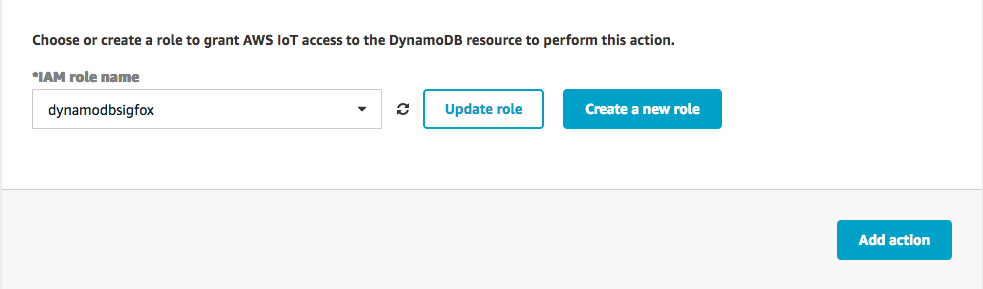 Choose or create a role to grant AWS IoT access to the DynamoDB resource to perform this action.
*IAM role name
dynamodbsigfox
Update role
Create a new role
Add action